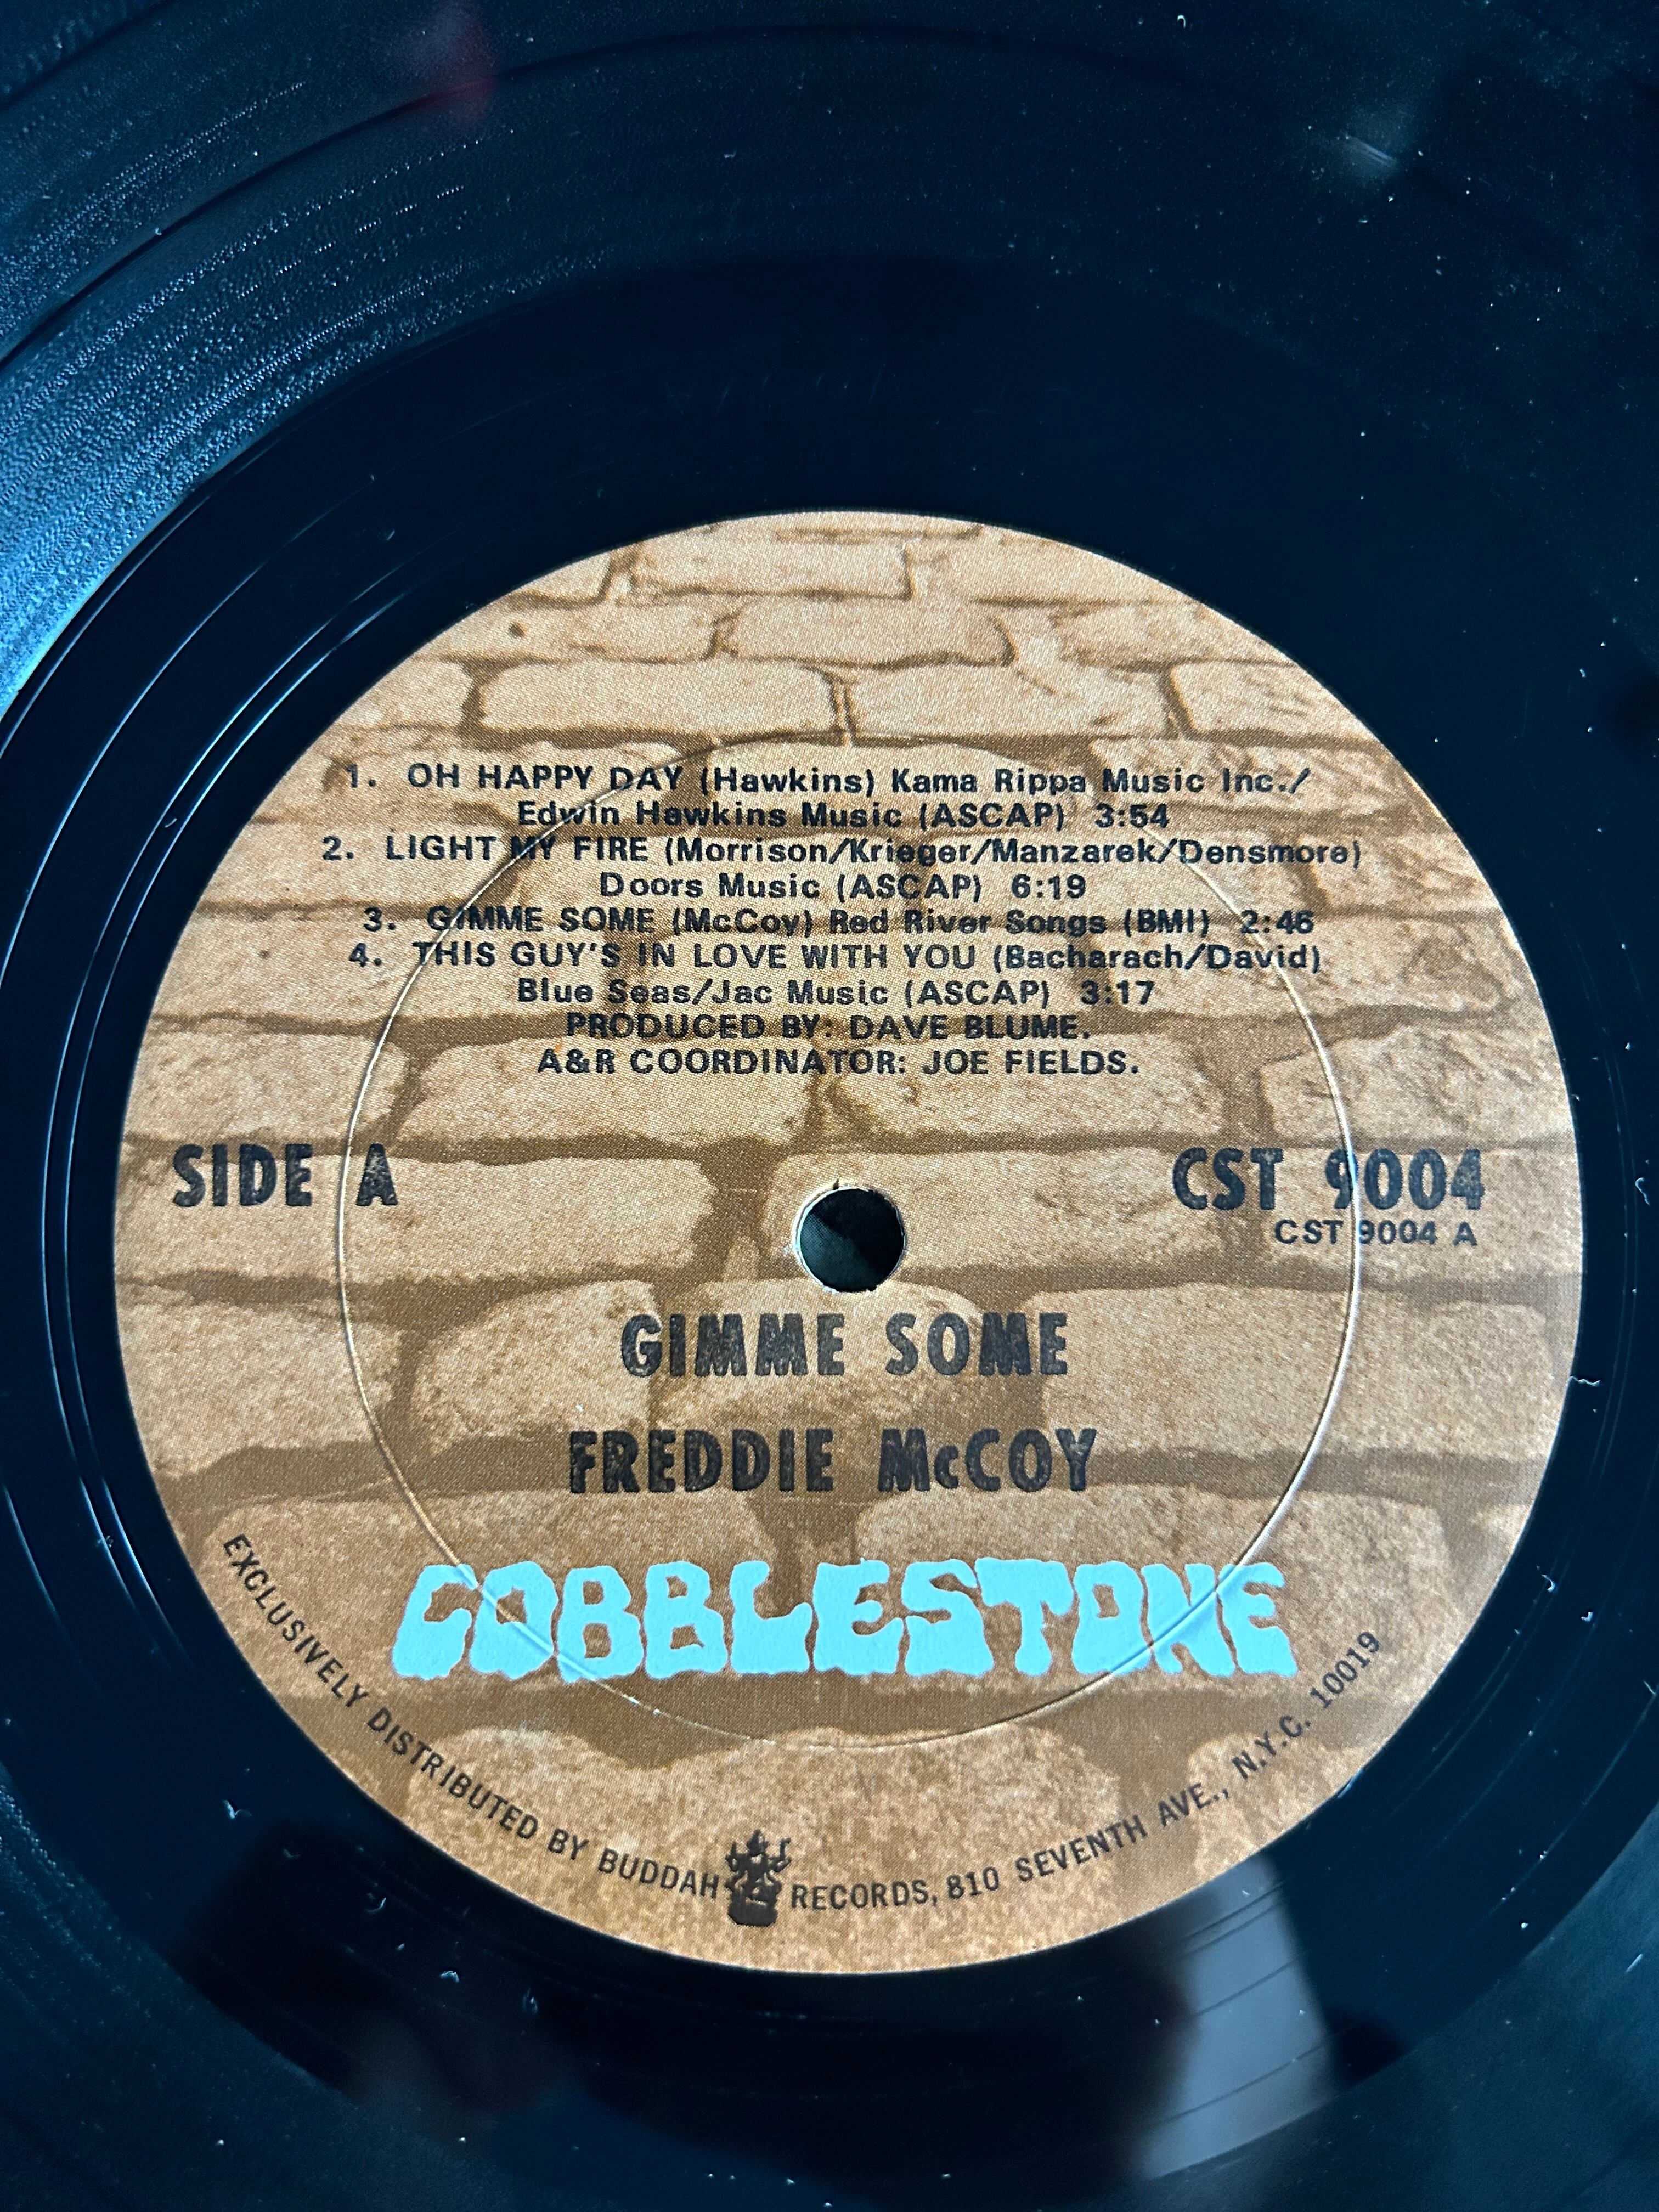 1. OH HAPPY DAY (Hawkins) Kama Rippa Music Inc./
Edwin Hawkins Music (ASCAP) 3:54
2. LIGHT MY FIRE (Morrison/Krieger/Manzarek/Densmore)
Doors Music (ASCAP) 6:19
3. GIMME SOME (McCoy) Red River Songs (BMI) 2:46
4. THIS GUY'S IN LOVE WITH YOU (Bacharach/David)
Blue Seas/Jac Music (ASCAP) 3:17
PRODUCED BY: DAVE BLUME.
A&R COORDINATOR: JOE FIELDS.
SIDE A
CST 9004
CST 9004 A
GIMME SOME
FREDDIE McCOY
COBBLESTONE
EXCLUSIVELY DISTRIBUTED BY BUDDAH RECORDS, 810 SEVENTH AVE., N.Y.C. 10019